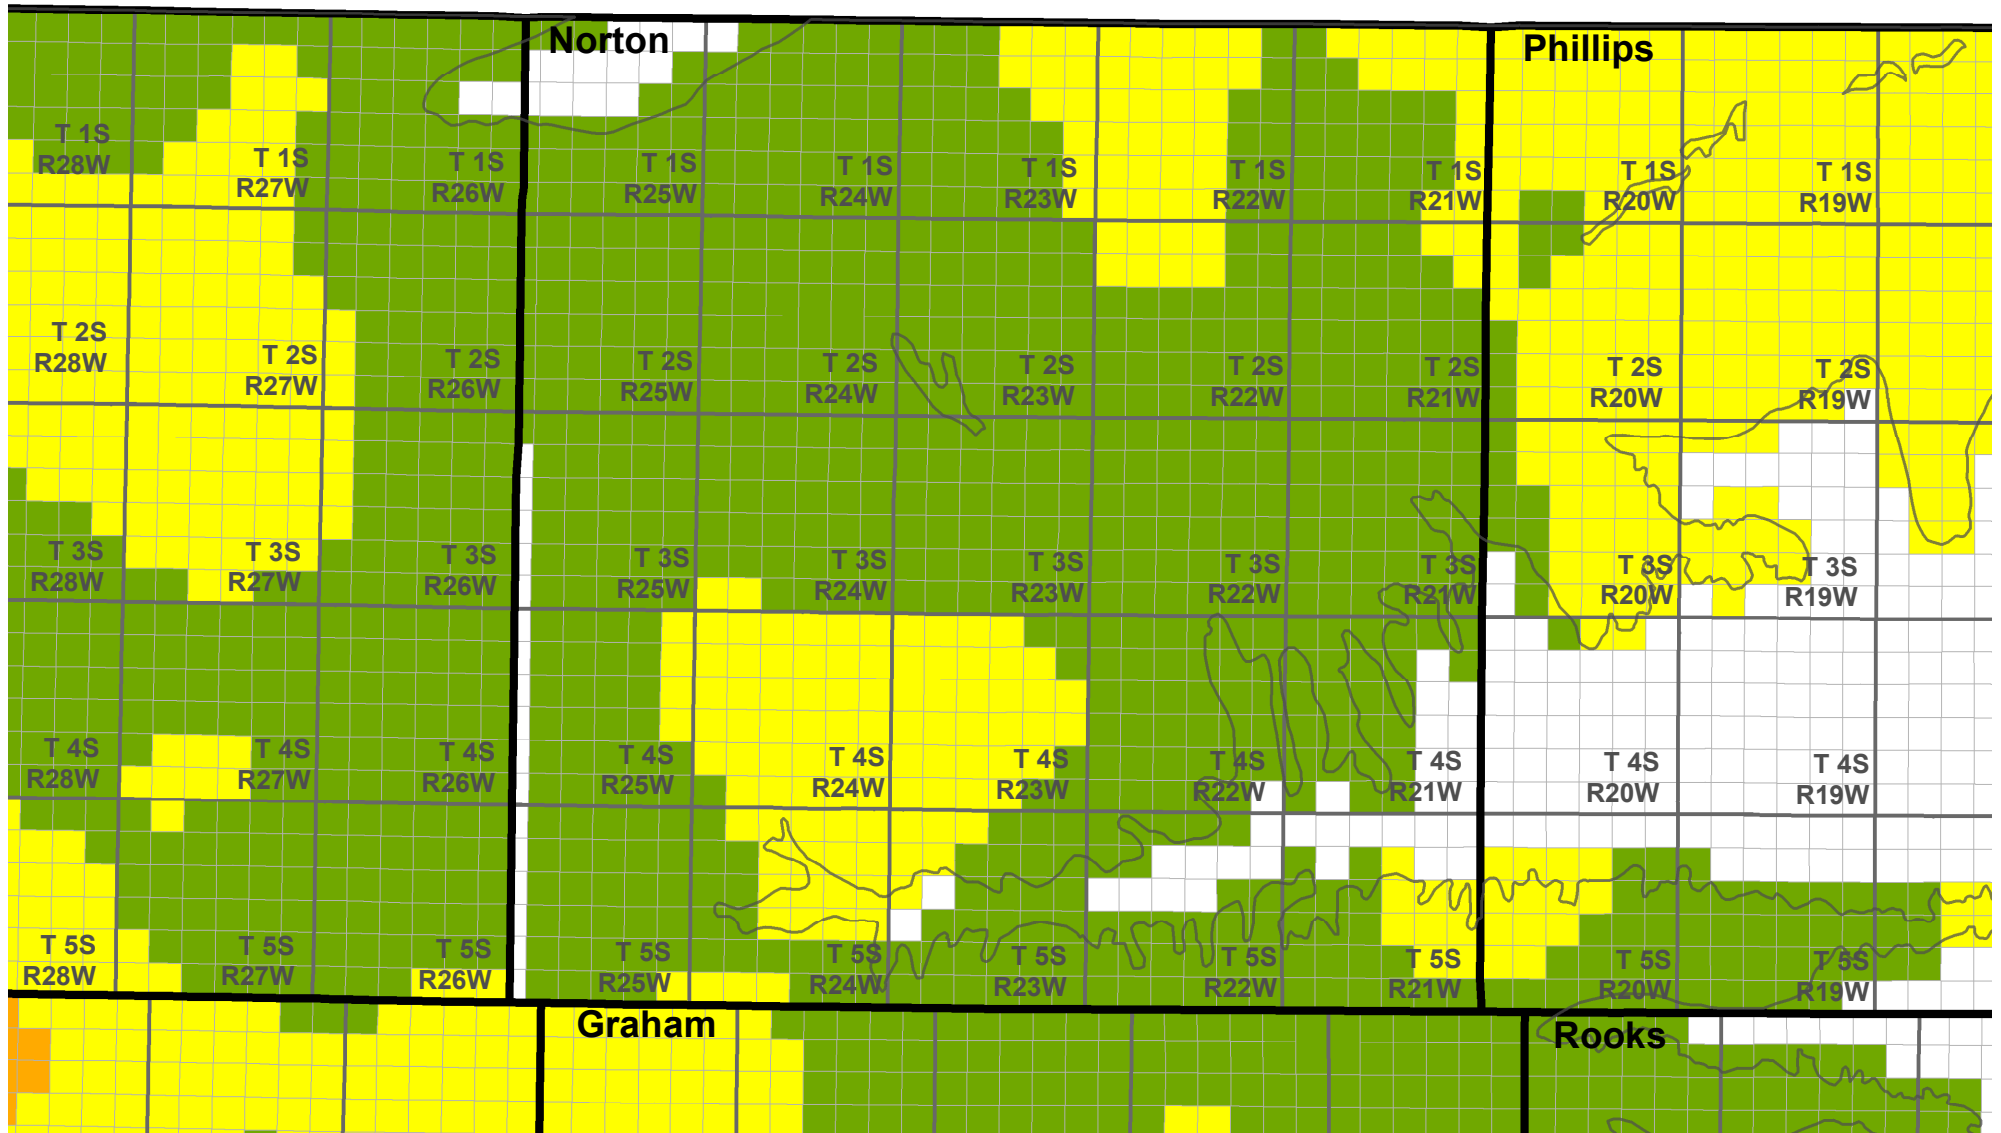 Norton
Phillips
T 1S
R28W
T 1S
R27W
T 1S
R26W
T 1S
R25W
T 1S
R24W
T 1S
R23W
T 1S
R22W
T 1S
R21W
T 1S
R20W
T 1S
R19W
T 2S
R28W
T 2S
R27W
T 2S
R26W
T 2S
R25W
T 2S
R24W
T 2S
R23W
T 2S
R22W
T 2S
R21W
T 2S
R20W
T 2S
R19W
T 3S
R28W
T 3S
R27W
T 3S
R26W
T 3S
R25W
T 3S
R24W
T 3S
R23W
T 3S
R22W
T 3S
R21W
T 3S
R20W
T 3S
R19W
T 4S
R28W
T 4S
R27W
T 4S
R26W
T 4S
R25W
T 4S
R24W
T 4S
R23W
T 4S
R22W
T 4S
R21W
T 4S
R20W
T 4S
R19W
T 5S
R28W
T 5S
R27W
T 5S
R26W
T 5S
R25W
T 5S
R24W
T 5S
R23W
T 5S
R22W
T 5S
R21W
T 5S
R20W
T 5S
R19W
Graham
Rooks